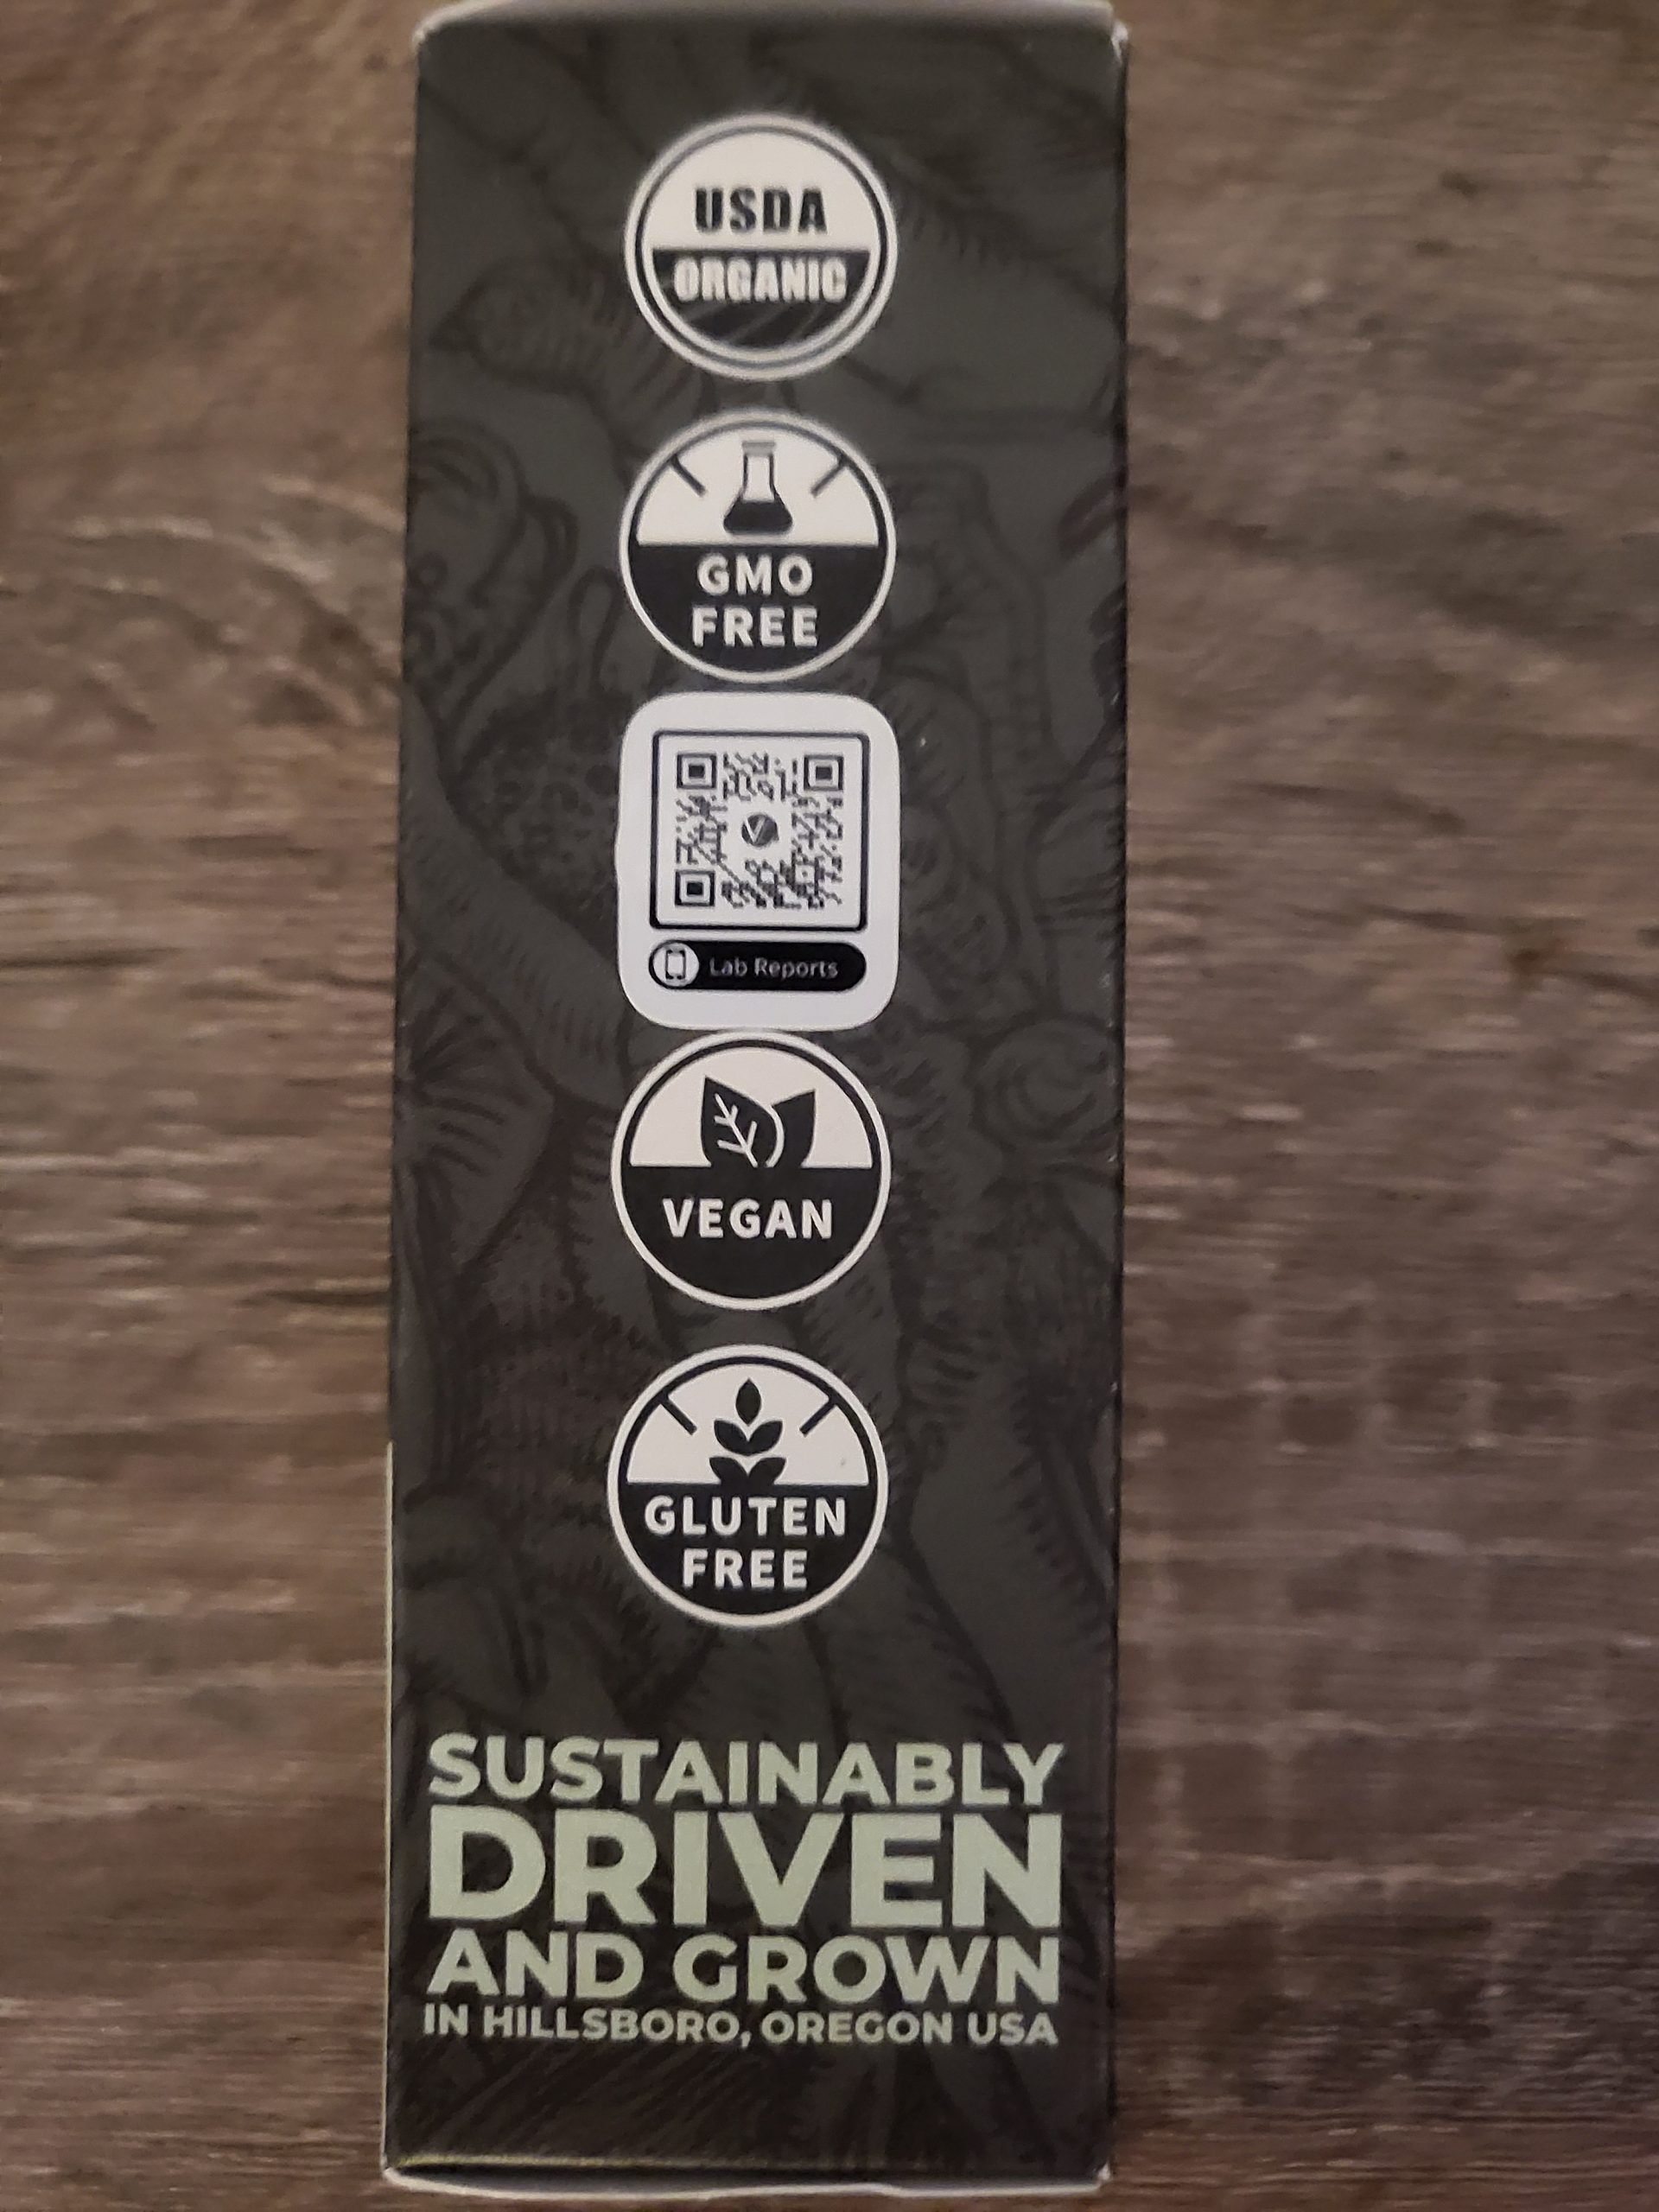 USDA
ORGANIC
GMO
FREE
Lab Reports
VEGAN
GLUTEN
FREE
SUSTAINABLY
DRIVEN
AND GROWN
IN HILLSBORO, OREGON USA